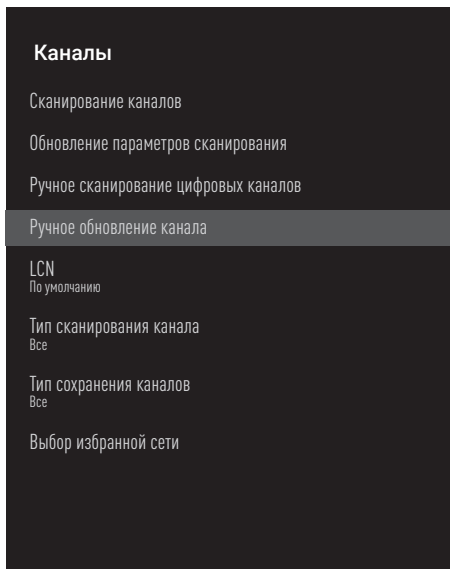 Каналы
Сканирование каналов
Обновление параметров сканирования
Ручное сканирование цифровых каналов
Ручное обновление канала
LCN
По умолчанию
Тип сканирования канала
Все
Тип сохранения каналов
Все
Выбор избранной сети